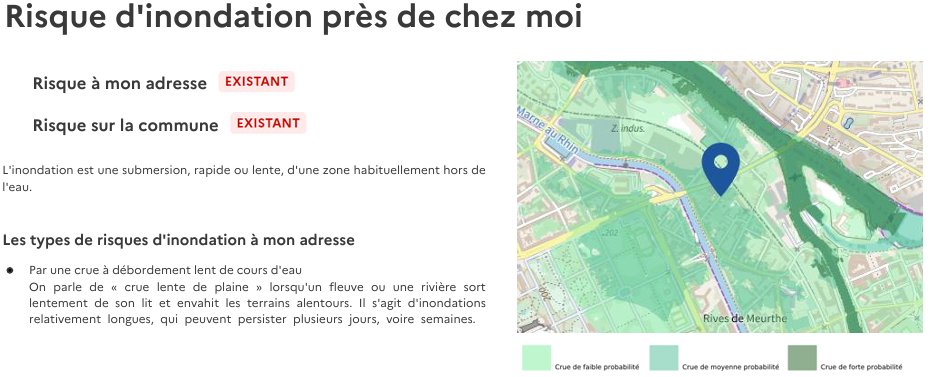 Risque d'inondation près de chez moi
Risque à mon adresse EXISTANT
Risque sur la commune EXISTANT
L'inondation est une submersion, rapide ou lente, d'une zone habituellement hors de
l'eau.
Les types de risques d'inondation à mon adresse
Par une crue à débordement lent de cours d'eau
On parle de « crue lente de plaine » lorsqu'un fleuve ou une rivière sort
lentement de son lit et envahit les terrains alentours. Il s'agit d'inondations
relativement longues, qui peuvent persister plusieurs jours, voire semaines.
Z. indus.
Marne au Rhin
202
Rives de Meurthe
Crue de faible probabilité
Crue de moyenne probabilité
Crue de forte probabilité